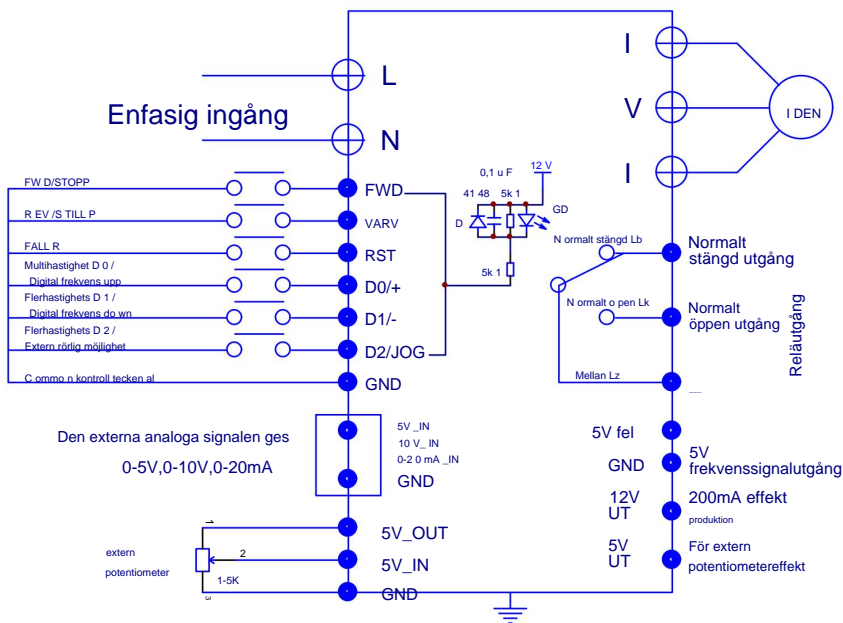 L
Enfasig ingång
N
FW D/STOPP
R EV /S TILL P
FALL R
Multihastighet D 0 /
Digital frekvens upp
Flerhastighets D 1 /
Digital frekvens do wn
Flerhastighets D 2 /
Extern rörlig möjlighet
C ommo n kontroll tecken al
FWD
VARV
RST
D0/+
D1/-
D2/JOG
GND
12 V
0,1 u F
41 48
5k 1
D
GD
5k 1
I
V
I
I DEN
N ormalt stängd Lb
Normalt
stängd utgång
N ormalt o pen Lk
Normalt
öppen utgång
Mellan Lz
Reläutgång
Den externa analoga signalen ges
0-5V,0-10V,0-20mA
5V _IN
10 V_ IN
0-2 0 mA _IN
GND
5V fel
GND
5V
frekvenssignalutgång
12V
UT
200mA effekt
produktion
5V
UT
För extern
potentiometereffekt
extern
potentiometer
1
2
3
1-5K
5V_OUT
5V_IN
GND